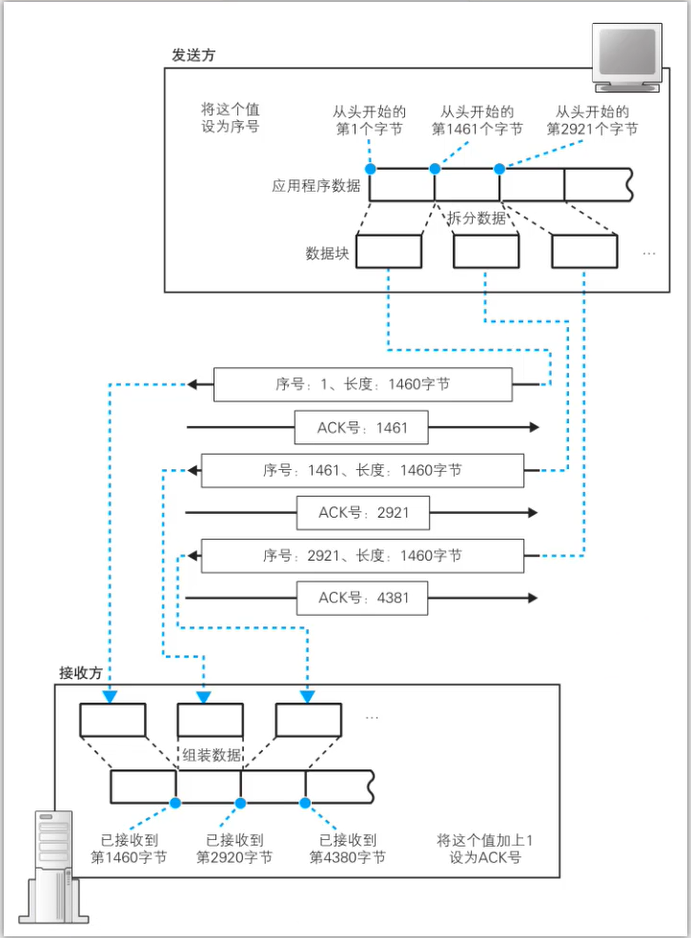 发送方
将这个值
设为序号
从头开始的
第1个字节
从头开始的
第1461个字节
从头开始的
第2921个字节
应用程序数据
拆分数据
数据块
…
序号：1、长度：1460字节
ACK号：1461
序号：1461、长度：1460字节
ACK号：2921
序号：2921、长度：1460字节
ACK号：4381
接收方
…
组装数据
已接收到
第1460字节
已接收到
第2920字节
已接收到
第4380字节
将这个值加上1
设为ACK号